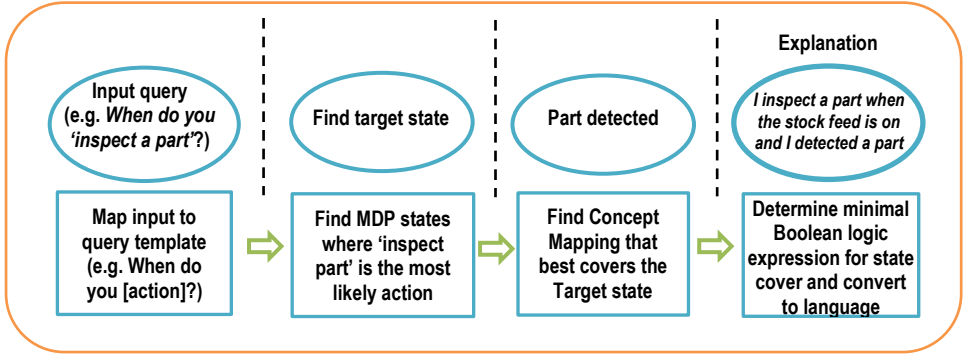 Explanation
Input query
(e.g. When do you
‘inspect a part’?)
Find target state
Part detected
I inspect a part when
the stock feed is on
and I detected a part
Map input to
query template
(e.g. When do
you [action]?)
Find MDP states
where ‘inspect
part’ is the most
likely action
Find Concept
Mapping that
best covers the
Target state
Determine minimal
Boolean logic
expression for state
cover and convert
to language